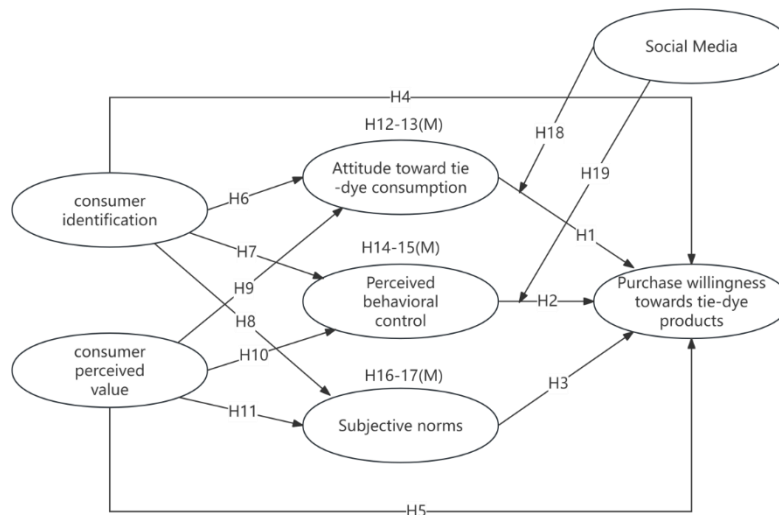 Social Media
H4
H12-13(M)
H18
Attitude toward tie
-dye consumption
H19
consumer
identification
H6
H1
H7
H14-15(M)
H9
Perceived
behavioral
control
Purchase willingness
towards tie-dye
products
H2
H8
consumer
perceived
value
H10
H16-17(M)
H3
H11
Subjective norms
H5